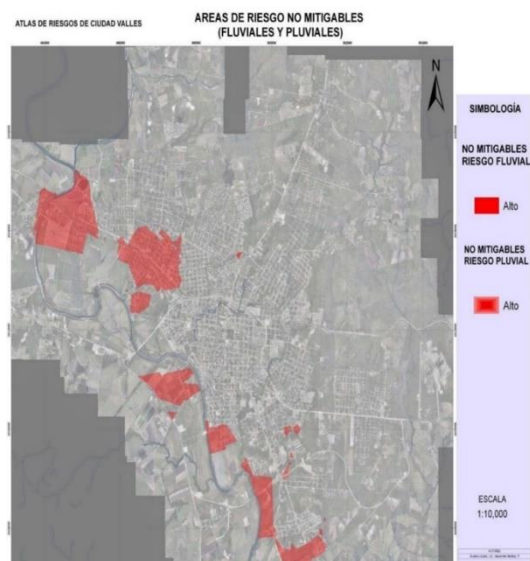 ATLAS DE RIESGOS DE CIUDAD VALLES
AREAS DE RIESGO NO MITIGABLES
(FLUVIALES Y PLUVIALES)
N
SIMBOLOGÍA
NO MITIGABLES
RIESGO FLUVIAL
Alto
NO MITIGABLES
RIESGO PLUVIAL
Alto
ESCALA
1:10,000